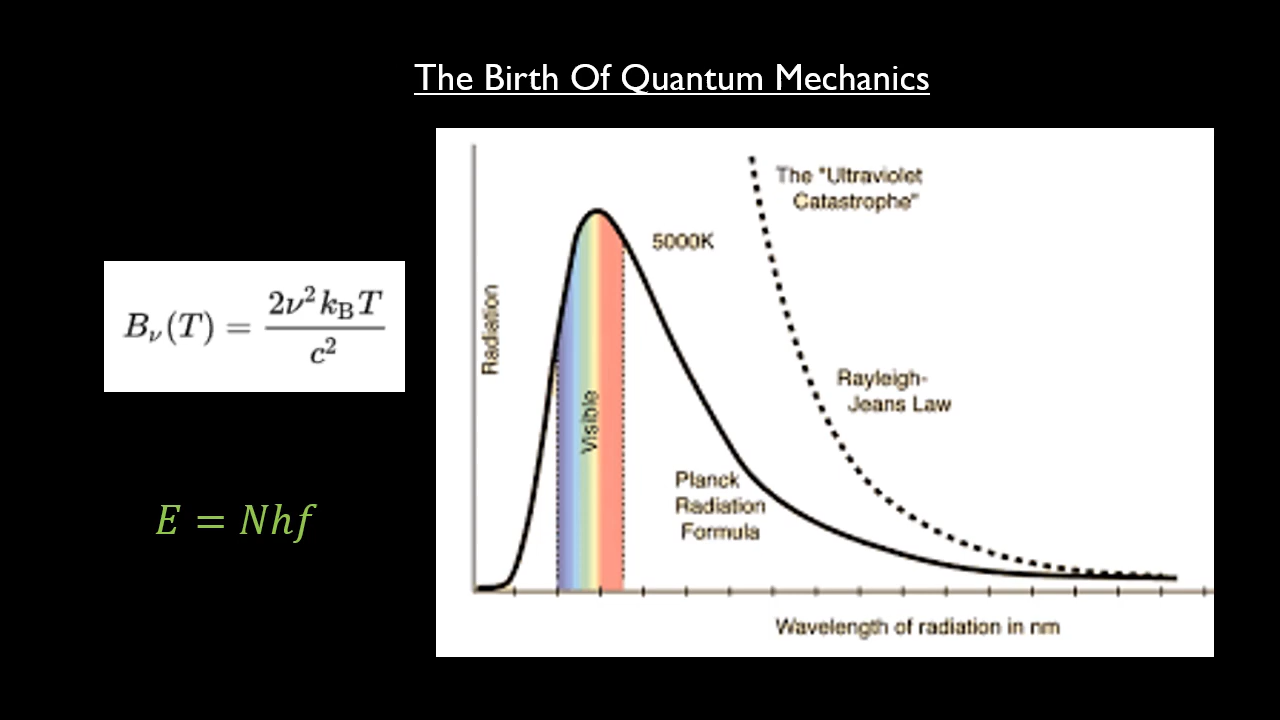 The Birth Of Quantum Mechanics
B_ν(T) = 2ν²k_BT / c²
E = Nhf
Radiation
Visible
5000K
The "Ultraviolet
Catastrophe"
Rayleigh-
Jeans Law
Planck
Radiation
Formula
Wavelength of radiation in nm